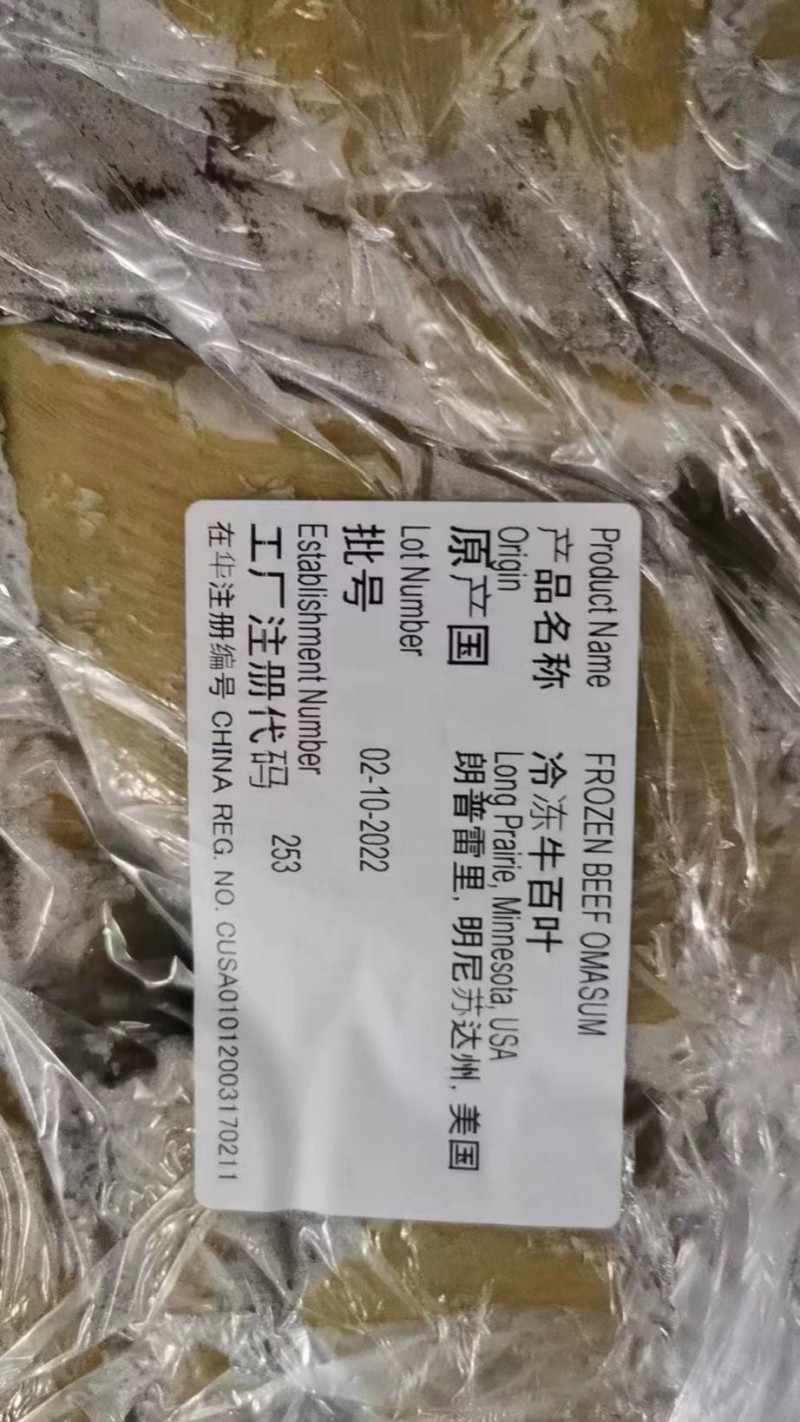 Product Name FROZEN BEEF OMASUM
产品名称 冷冻牛百叶
Origin Long Prairie, Minnesota, USA
原产国 朗普雷里, 明尼苏达州, 美国
Lot Number
批号 02-10-2022
Establishment Number
工厂注册代码 253
在华注册编号 CHINA REG. NO. CUSA01012003170211